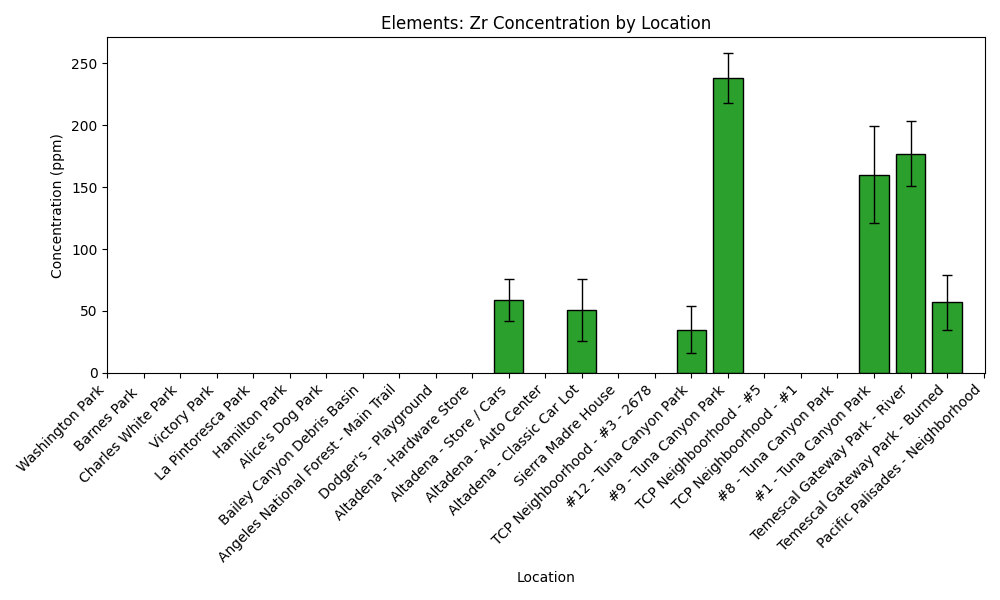 Elements: Zr Concentration by Location
Concentration (ppm)
250
200
150
100
50
0
Washington Park
Barnes Park
Charles White Park
Victory Park
La Pintoresca Park
Hamilton Park
Alice's Dog Park
Bailey Canyon Debris Basin
Angeles National Forest - Main Trail
Dodger's - Playground
Altadena - Hardware Store
Altadena - Store / Cars
Altadena - Auto Center
Altadena - Classic Car Lot
Sierra Madre House
TCP Neighboorhood - #3 - 2678
#12 - Tuna Canyon Park
#9 - Tuna Canyon Park
TCP Neighboorhood - #5
TCP Neighboorhood - #1
#8 - Tuna Canyon Park
#1 - Tuna Canyon Park
Temescal Gateway Park - River
Temescal Gateway Park - Burned
Pacific Palisades - Neighborhood
Location